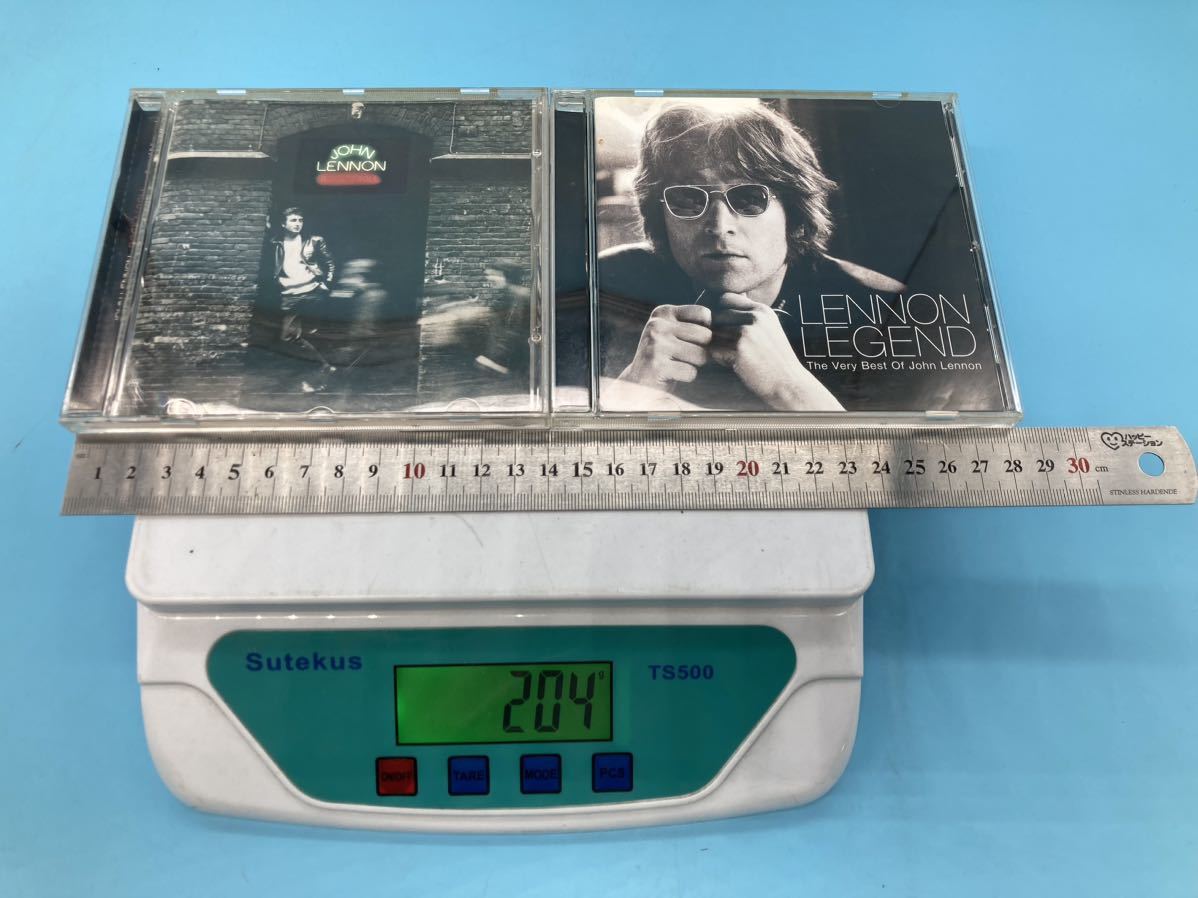 JOHN
LENNON
LENNON
LEGEND
The Very Best Of John Lennon
1 2 3 4 5 6 7 8 9 10 11 12 13 14 15 16 17 18 19 20 21 22 23 24 25 26 27 28 29 30 cm
ハッピー
ステーション
STINLESS HARDENDE
Sutekus
204 g
TS500
ON/OFF TARE MODE PCS